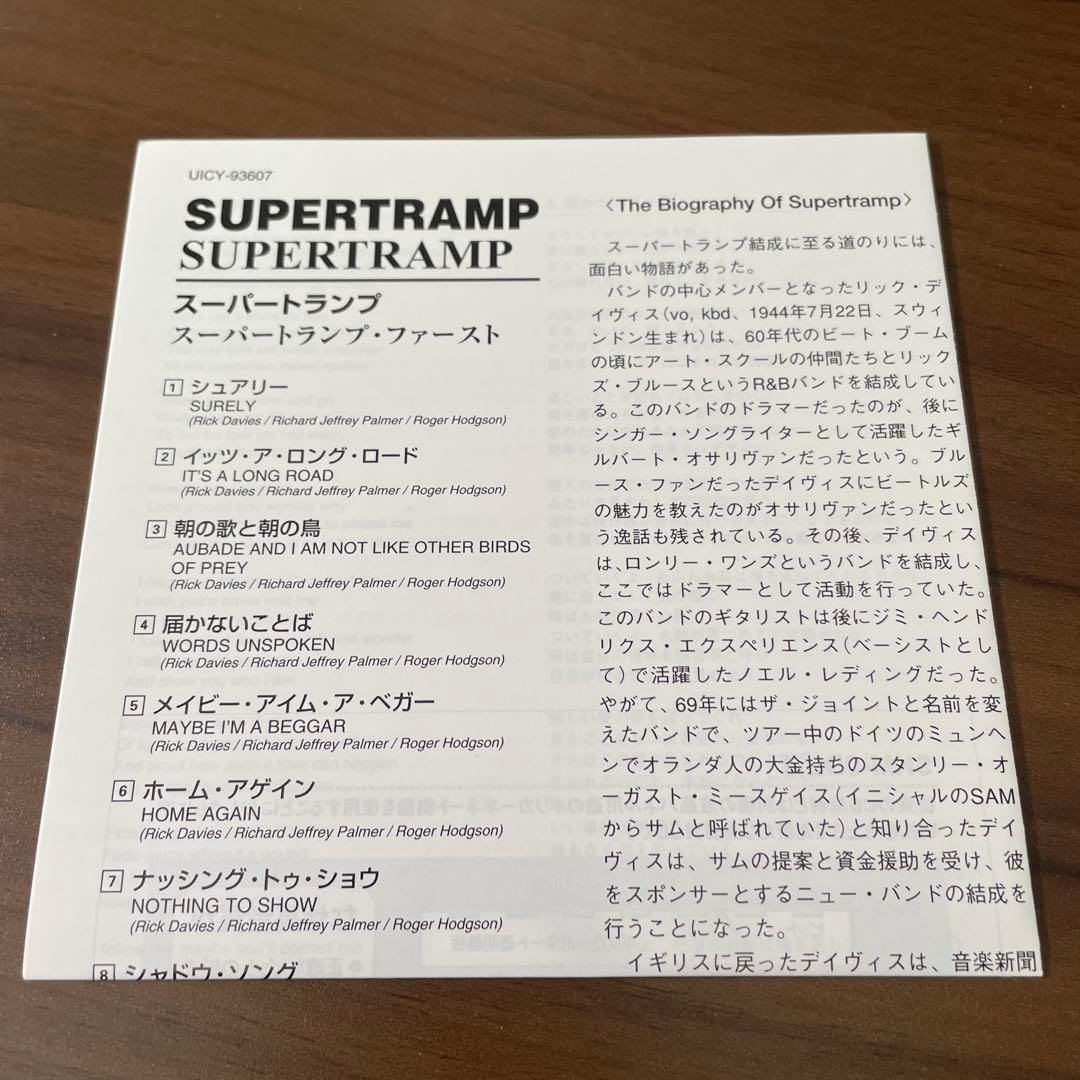 UICY-93607
SUPERTRAMP
SUPERTRAMP
スーパートランプ
スーパートランプ・ファースト
1 シュアリー
SURELY
(Rick Davies / Richard Jeffrey Palmer / Roger Hodgson)
2 イッツ・ア・ロング・ロード
IT'S A LONG ROAD
(Rick Davies / Richard Jeffrey Palmer / Roger Hodgson)
3 朝の歌と朝の鳥
AUBADE AND I AM NOT LIKE OTHER BIRDS
OF PREY
(Rick Davies / Richard Jeffrey Palmer / Roger Hodgson)
4 届かないことば
WORDS UNSPOKEN
(Rick Davies / Richard Jeffrey Palmer / Roger Hodgson)
5 メイビー・アイム・ア・ベガー
MAYBE I'M A BEGGAR
(Rick Davies / Richard Jeffrey Palmer / Roger Hodgson)
6 ホーム・アゲイン
HOME AGAIN
(Rick Davies / Richard Jeffrey Palmer / Roger Hodgson)
7 ナッシング・トゥ・ショウ
NOTHING TO SHOW
(Rick Davies / Richard Jeffrey Palmer / Roger Hodgson)
8 シャドウ・ソング
〈The Biography Of Supertramp〉
スーパートランプ結成に至る道のりには、
面白い物語があった。
バンドの中心メンバーとなったリック・デ
イヴィス(vo, kbd、1944年7月22日、スウィ
ンドン生まれ)は、60年代のビート・ブーム
の頃にアート・スクールの仲間たちとリック
ズ・ブルースというR&Bバンドを結成してい
る。このバンドのドラマーだったのが、後に
シンガー・ソングライターとして活躍したギ
ルバート・オサリヴァンだったという。ブル
ース・ファンだったデイヴィスにビートルズ
の魅力を教えたのがオサリヴァンだったとい
う逸話も残されている。その後、デイヴィス
は、ロンリー・ワンズというバンドを結成し、
ここではドラマーとして活動を行っていた。
このバンドのギタリストは後にジミ・ヘンド
リクス・エクスペリエンス(ベーシストとし
て)で活躍したノエル・レディングだった。
やがて、69年にはザ・ジョイントと名前を変
えたバンドで、ツアー中のドイツのミュンヘ
ンでオランダ人の大金持ちのスタンリー・オ
ーガスト・ミースゲイス(イニシャルのSAM
からサムと呼ばれていた)と知り合ったデイ
ヴィスは、サムの提案と資金援助を受け、彼
をスポンサーとするニュー・バンドの結成を
行うことになった。
イギリスに戻ったデイヴィスは、音楽新聞